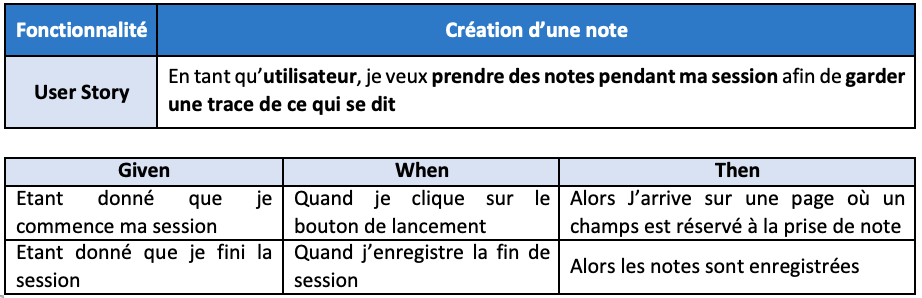 Fonctionnalité Création d’une note
User Story
En tant qu’utilisateur, je veux prendre des notes pendant ma session afin de garder
une trace de ce qui se dit
Given When Then
Etant donné que je
commence ma session
Quand je clique sur le
bouton de lancement
Alors J’arrive sur une page où un
champs est réservé à la prise de note
Etant donné que je fini la
session
Quand j’enregistre la fin de
session
Alors les notes sont enregistrées